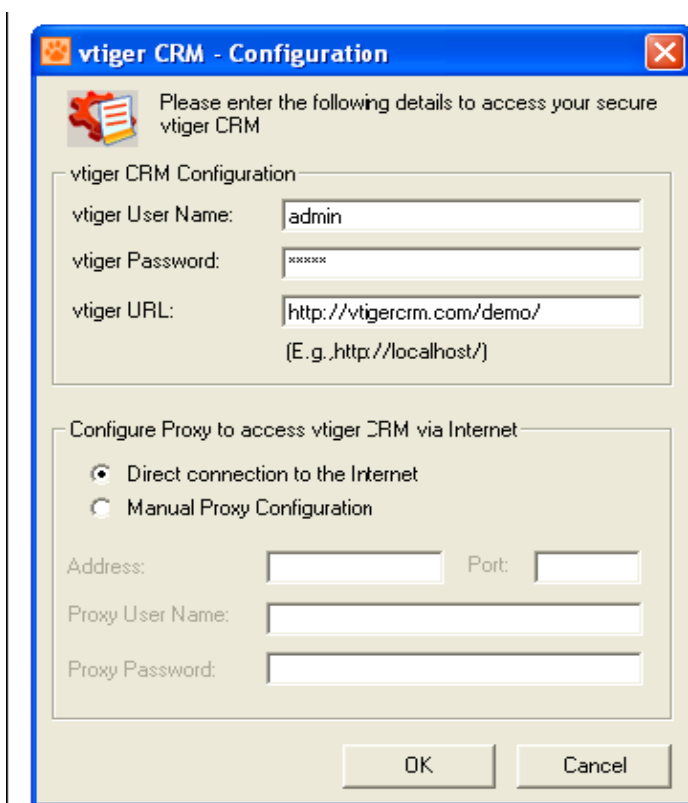 vtiger CRM - Configuration
Please enter the following details to access your secure
vtiger CRM
vtiger CRM Configuration
vtiger User Name: admin
vtiger Password: *****
vtiger URL: http://vtigercrm.com/demo/
(E.g.,http://localhost/)
Configure Proxy to access vtiger CRM via Internet
Direct connection to the Internet
Manual Proxy Configuration
Address: Port:
Proxy User Name:
Proxy Password:
OK Cancel